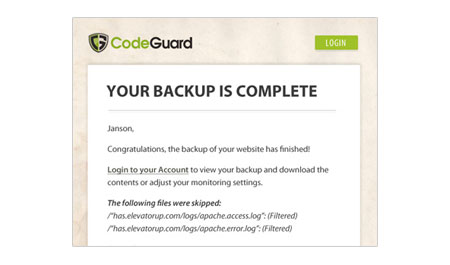 CodeGuard
LOGIN
YOUR BACKUP IS COMPLETE
Janson,
Congratulations, the backup of your website has finished!
Login to your Account to view your backup and download the
contents or adjust your monitoring settings.
The following files were skipped:
/"has.elevatorup.com/logs/apache.access.log": (Filtered)
/"has.elevatorup.com/logs/apache.error.log": (Filtered)